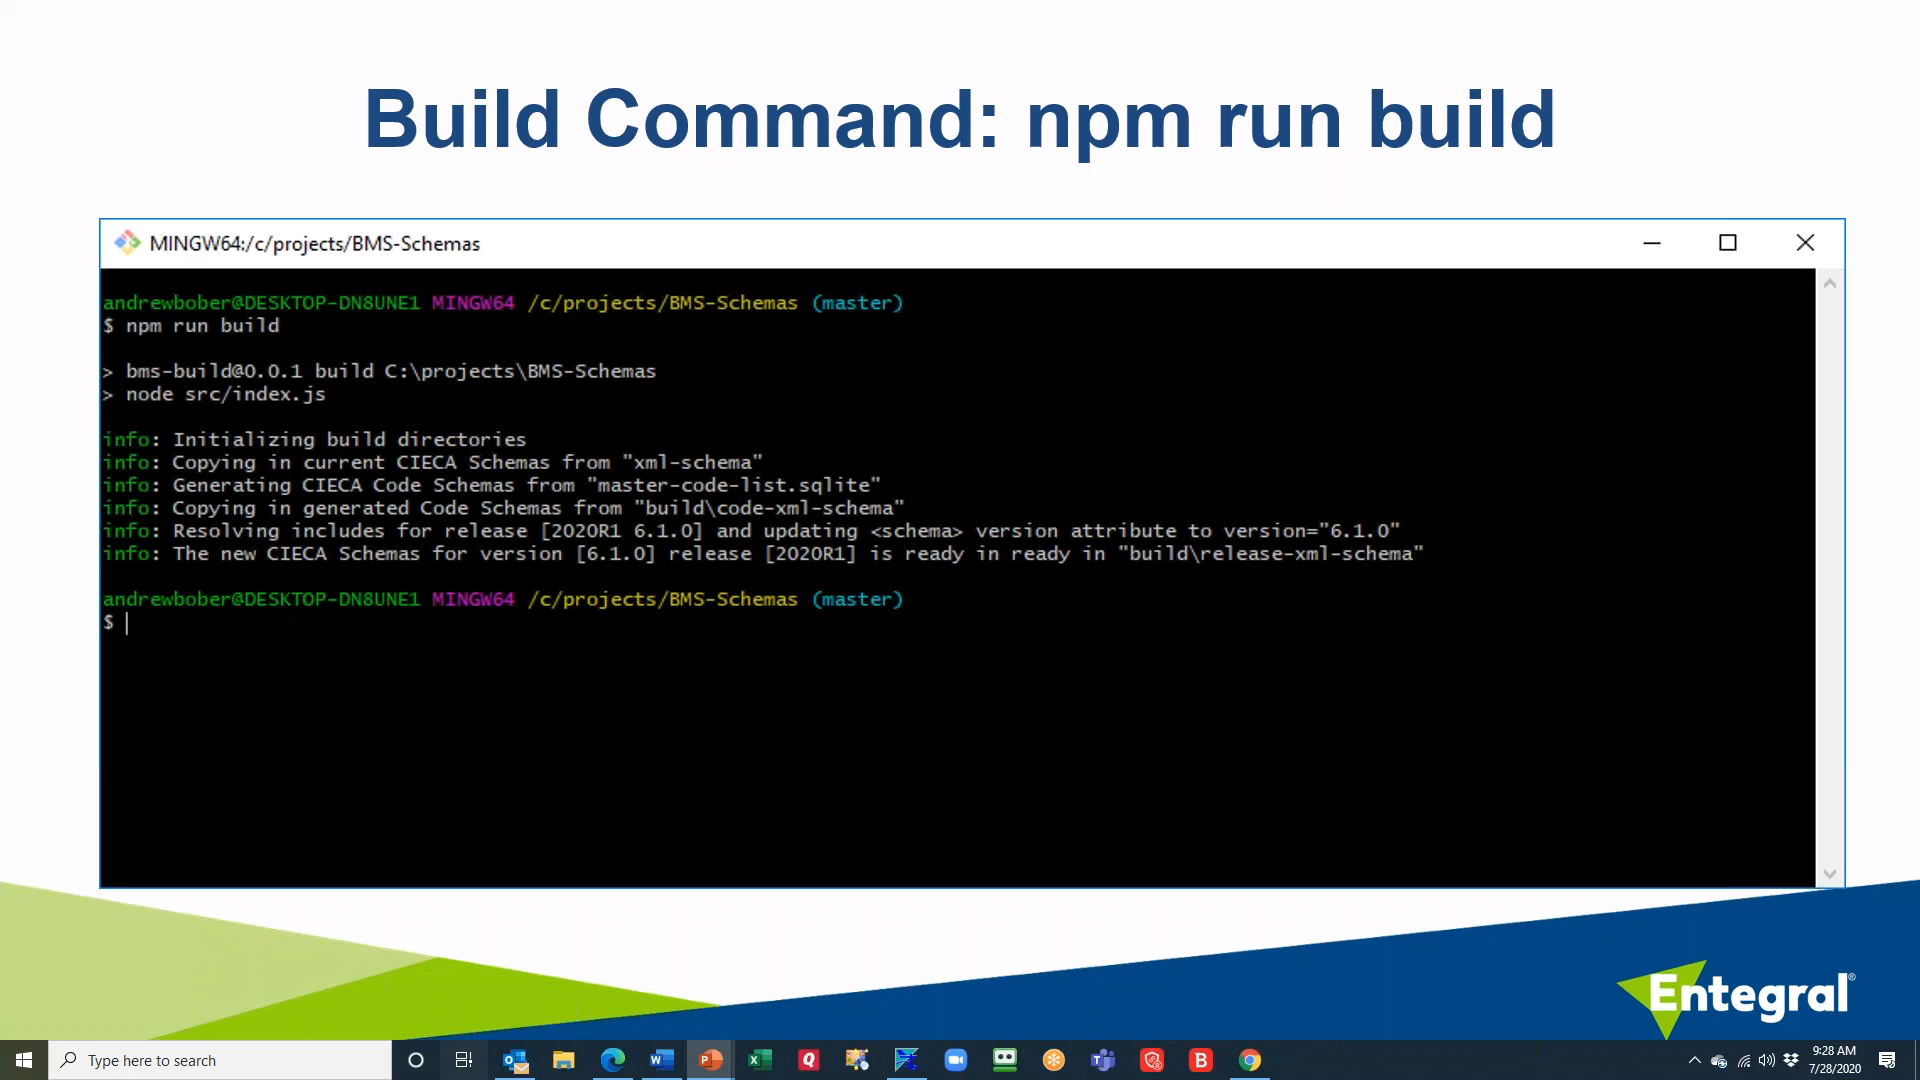 Build Command: npm run build
MINGW64:/c/projects/BMS-Schemas
andrewbober@DESKTOP-DN8UNE1 MINGW64 /c/projects/BMS-Schemas (master)
$ npm run build
> bms-build@0.0.1 build C:\projects\BMS-Schemas
> node src/index.js
info: Initializing build directories
info: Copying in current CIECA Schemas from "xml-schema"
info: Generating CIECA Code Schemas from "master-code-list.sqlite"
info: Copying in generated Code Schemas from "build\code-xml-schema"
info: Resolving includes for release [2020R1 6.1.0] and updating <schema> version attribute to version="6.1.0"
info: The new CIECA Schemas for version [6.1.0] release [2020R1] is ready in ready in "build\release-xml-schema"
andrewbober@DESKTOP-DN8UNE1 MINGW64 /c/projects/BMS-Schemas (master)
$
Entegral®
Type here to search
9:28 AM
7/28/2020